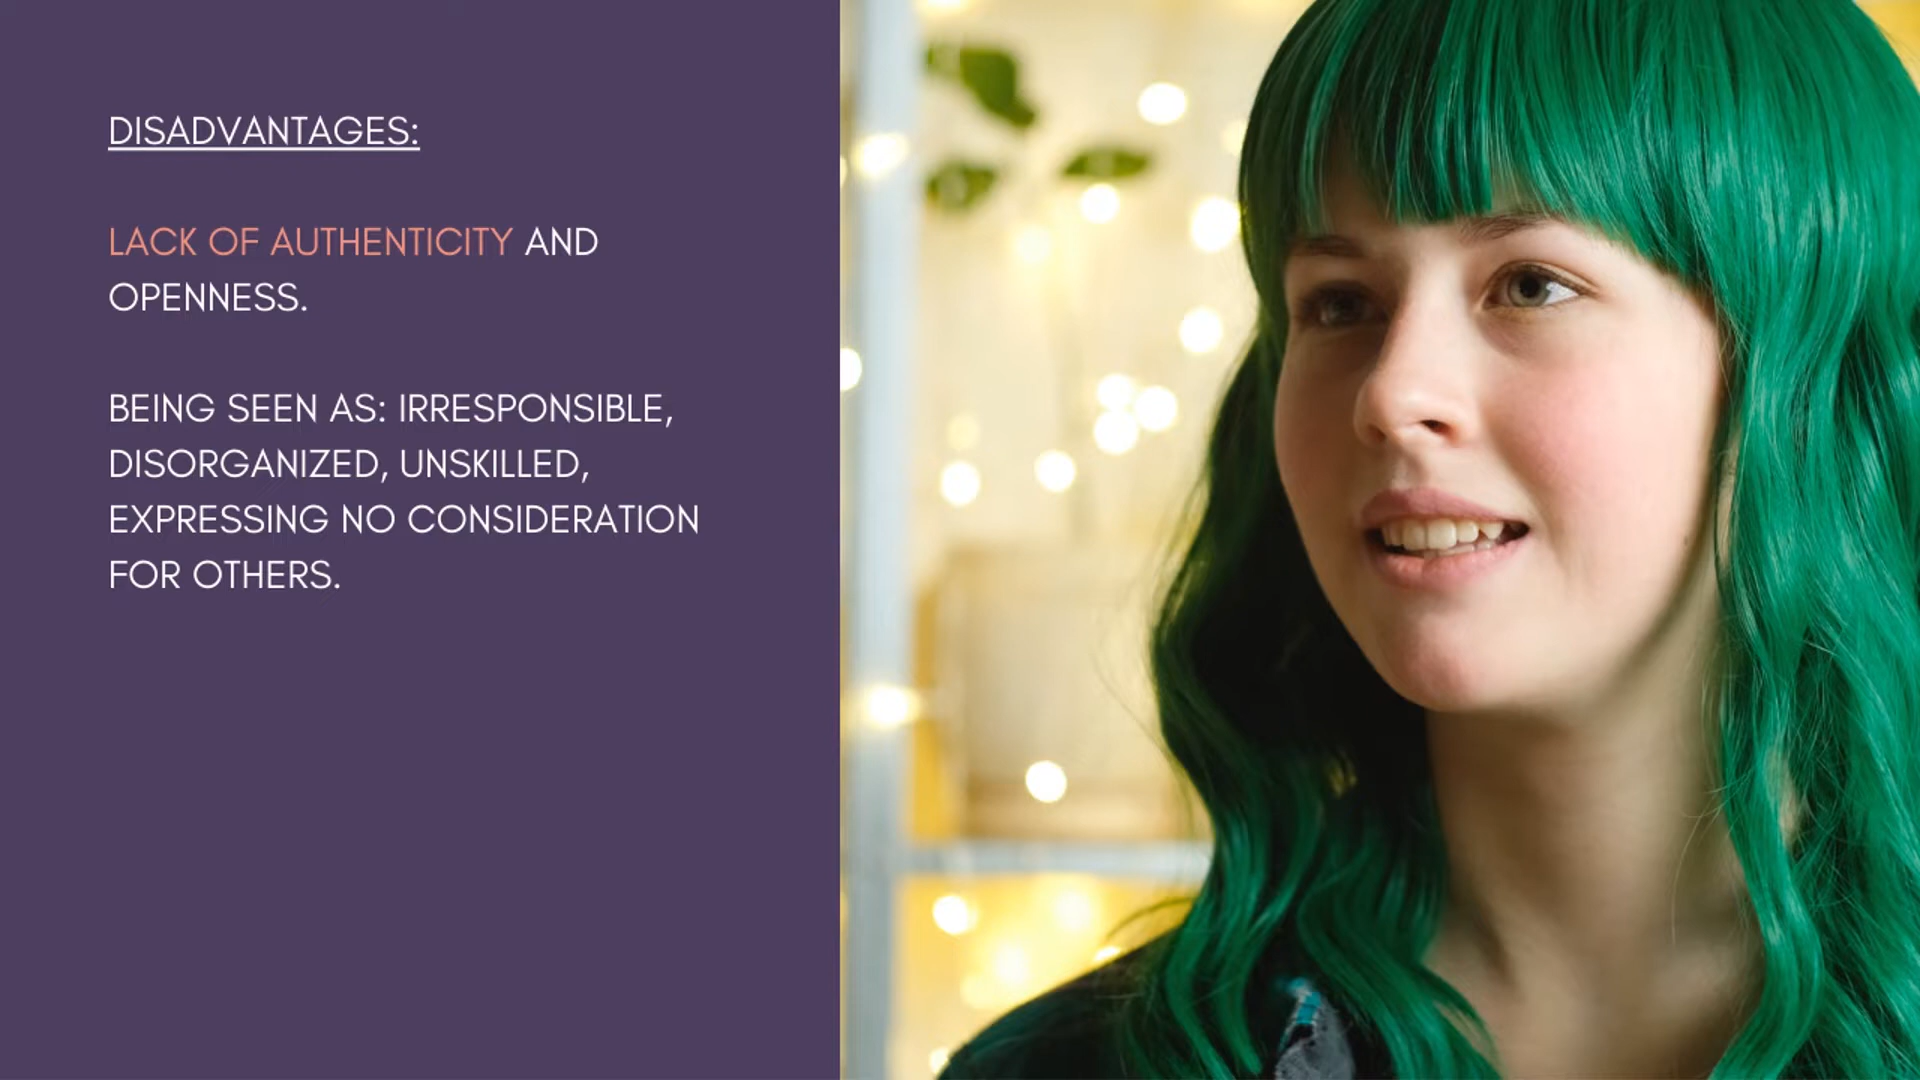 DISADVANTAGES:
LACK OF AUTHENTICITY AND
OPENNESS.
BEING SEEN AS: IRRESPONSIBLE,
DISORGANIZED, UNSKILLED,
EXPRESSING NO CONSIDERATION
FOR OTHERS.